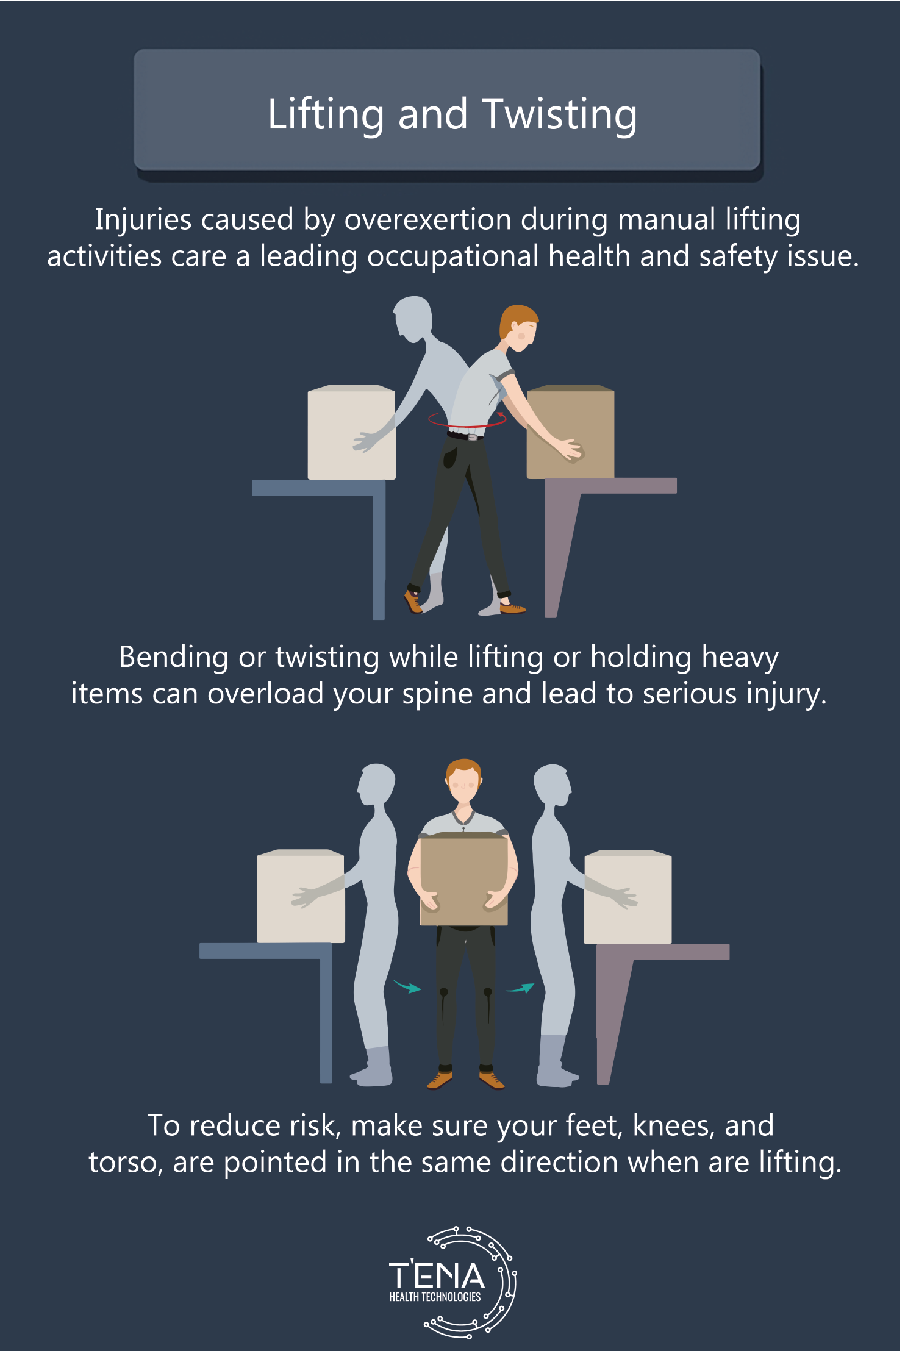 Lifting and Twisting
Injuries caused by overexertion during manual lifting
activities care a leading occupational health and safety issue.
Bending or twisting while lifting or holding heavy
items can overload your spine and lead to serious injury.
To reduce risk, make sure your feet, knees, and
torso, are pointed in the same direction when are lifting.
T'ENA
HEALTH TECHNOLOGIES